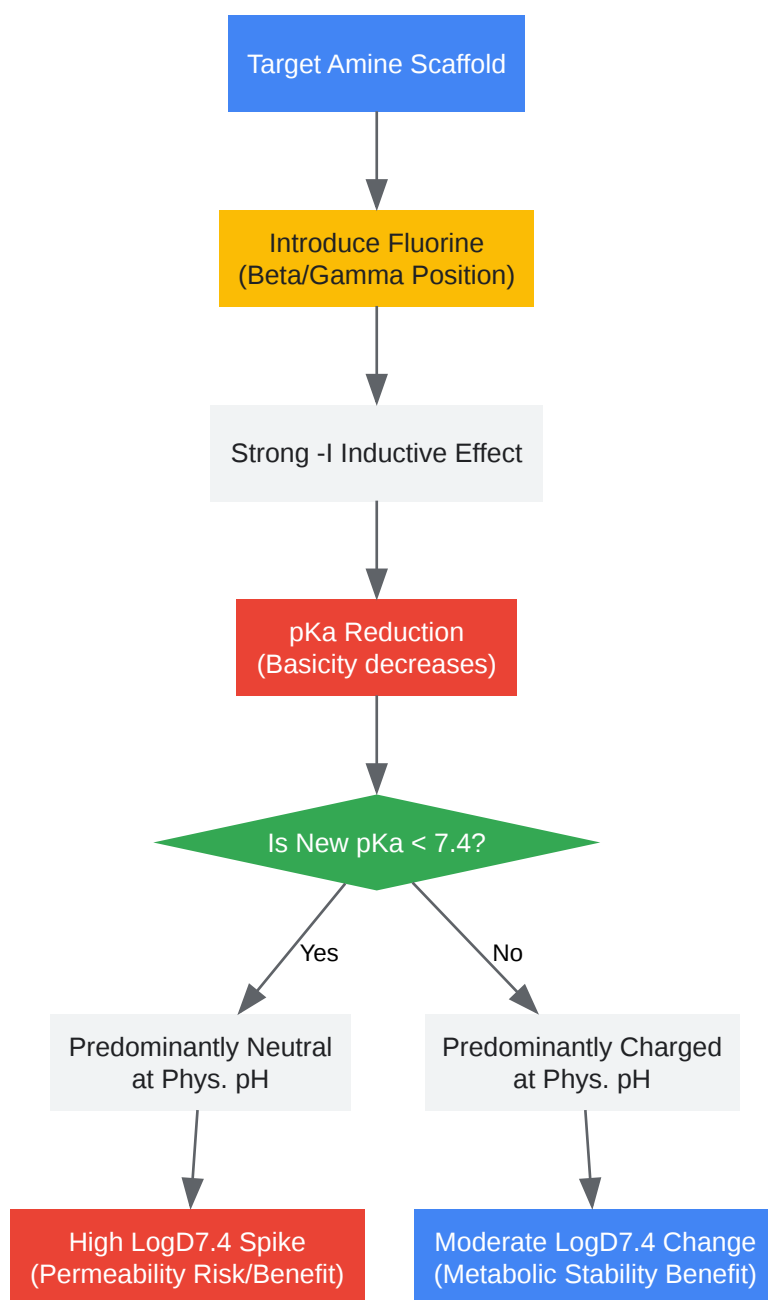 Target Amine Scaffold
Introduce Fluorine
(Beta/Gamma Position)
Strong -I Inductive Effect
pKa Reduction
(Basicity decreases)
Is New pKa < 7.4?
Yes
No
Predominantly Neutral
at Phys. pH
Predominantly Charged
at Phys. pH
High LogD7.4 Spike
(Permeability Risk/Benefit)
Moderate LogD7.4 Change
(Metabolic Stability Benefit)